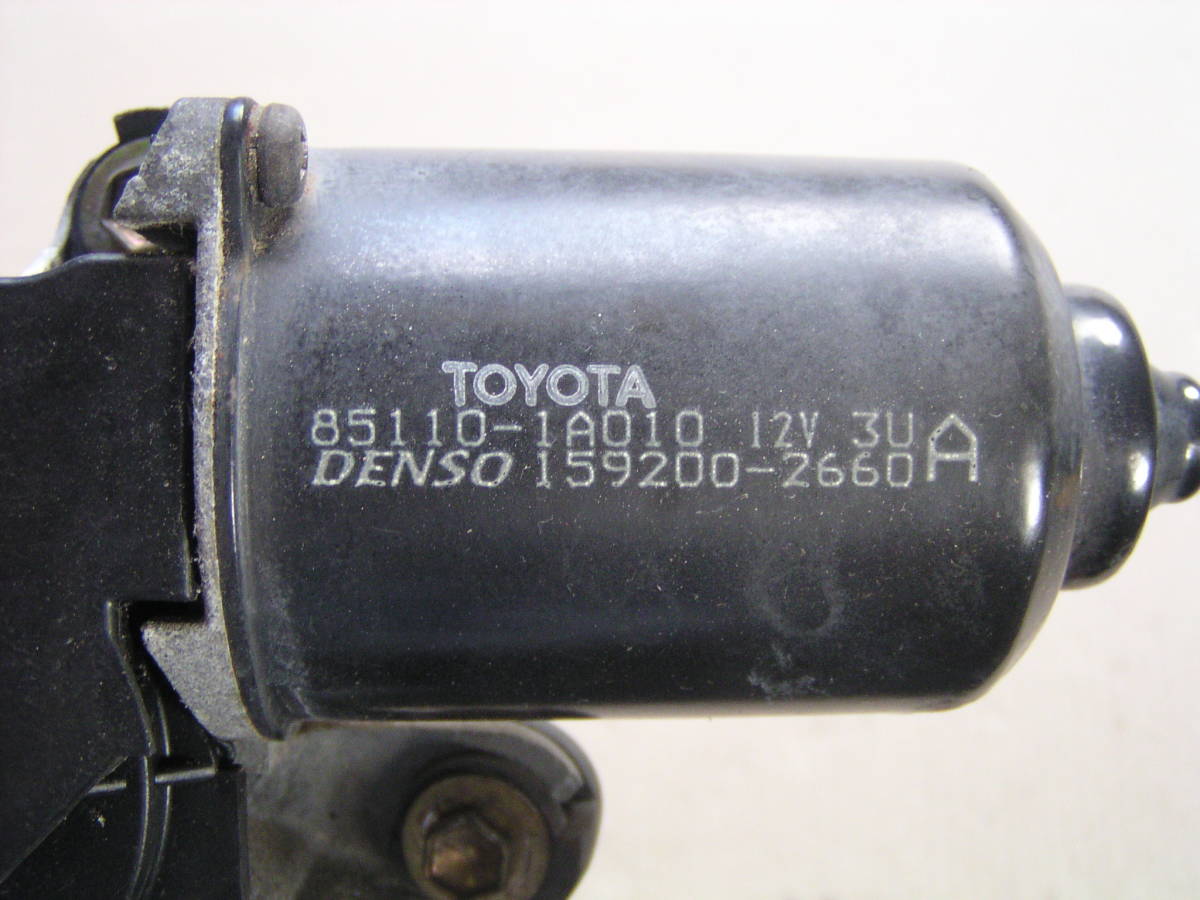 TOYOTA
85110-1A010 12V 3U
DENSO 159200-2660 A